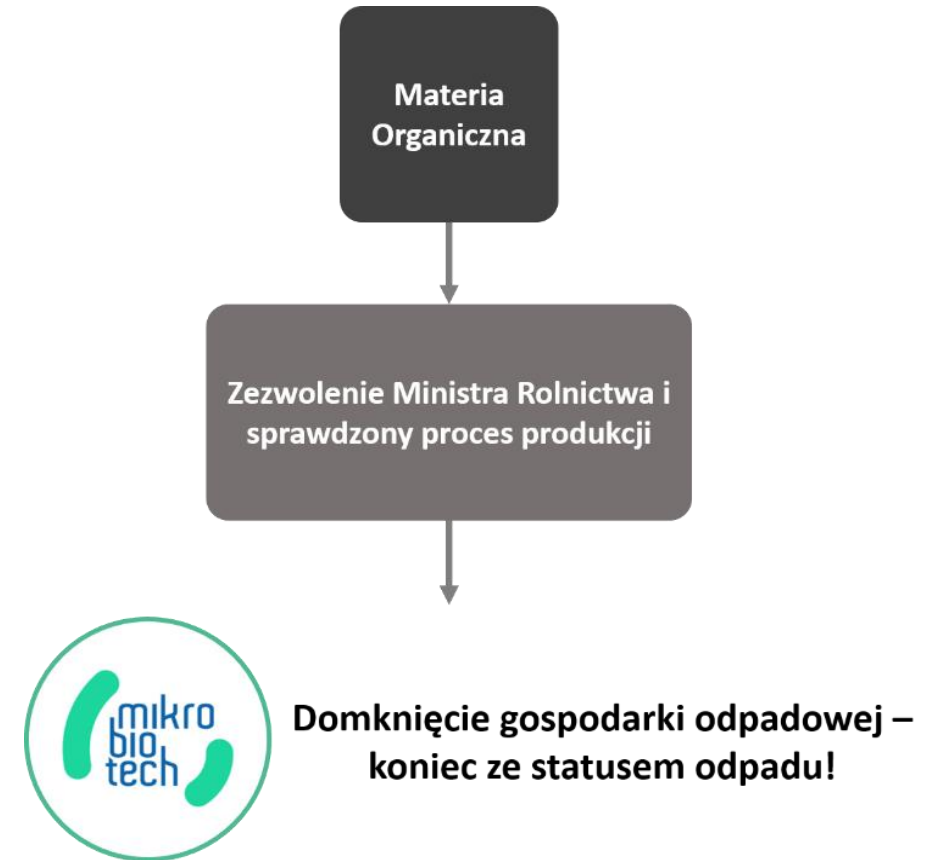 Materia
Organiczna
Zezwolenie Ministra Rolnictwa i
sprawdzony proces produkcji
mikro
bio
tech
Domknięcie gospodarki odpadowej –
koniec ze statusem odpadu!